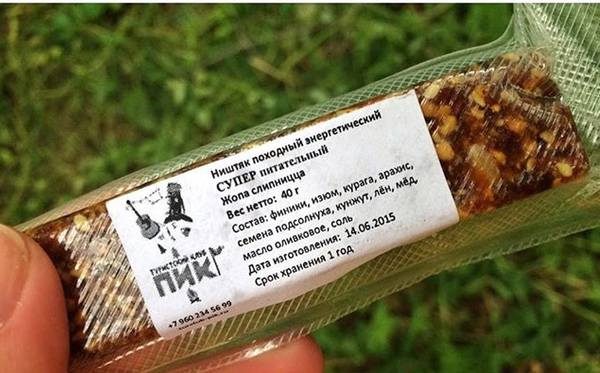 Ништяк походный энергетический
СУПЕР питательный
Жопа слипницца
Вес нетто: 40 г
Состав: финики, изюм, курага, арахис,
семена подсолнуха, кунжут, лён, мёд,
масло оливковое, соль
Дата изготовления: 14.06.2015
Срок хранения 1 год
ТУРИСТСКИЙ КЛУБ
ПИК
+7 960 234 56 99